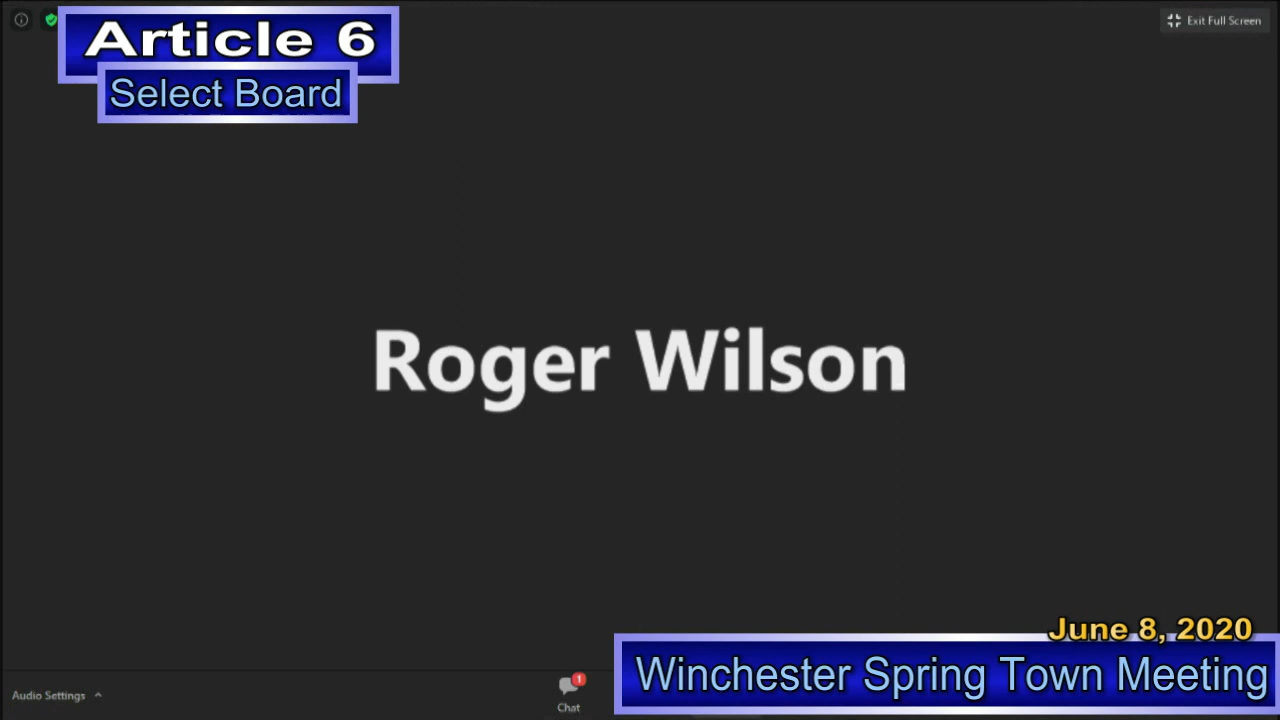 Article 6
Exit Full Screen
Select Board
Roger Wilson
June 8, 2020
Winchester Spring Town Meeting
Audio Settings
1
Chat